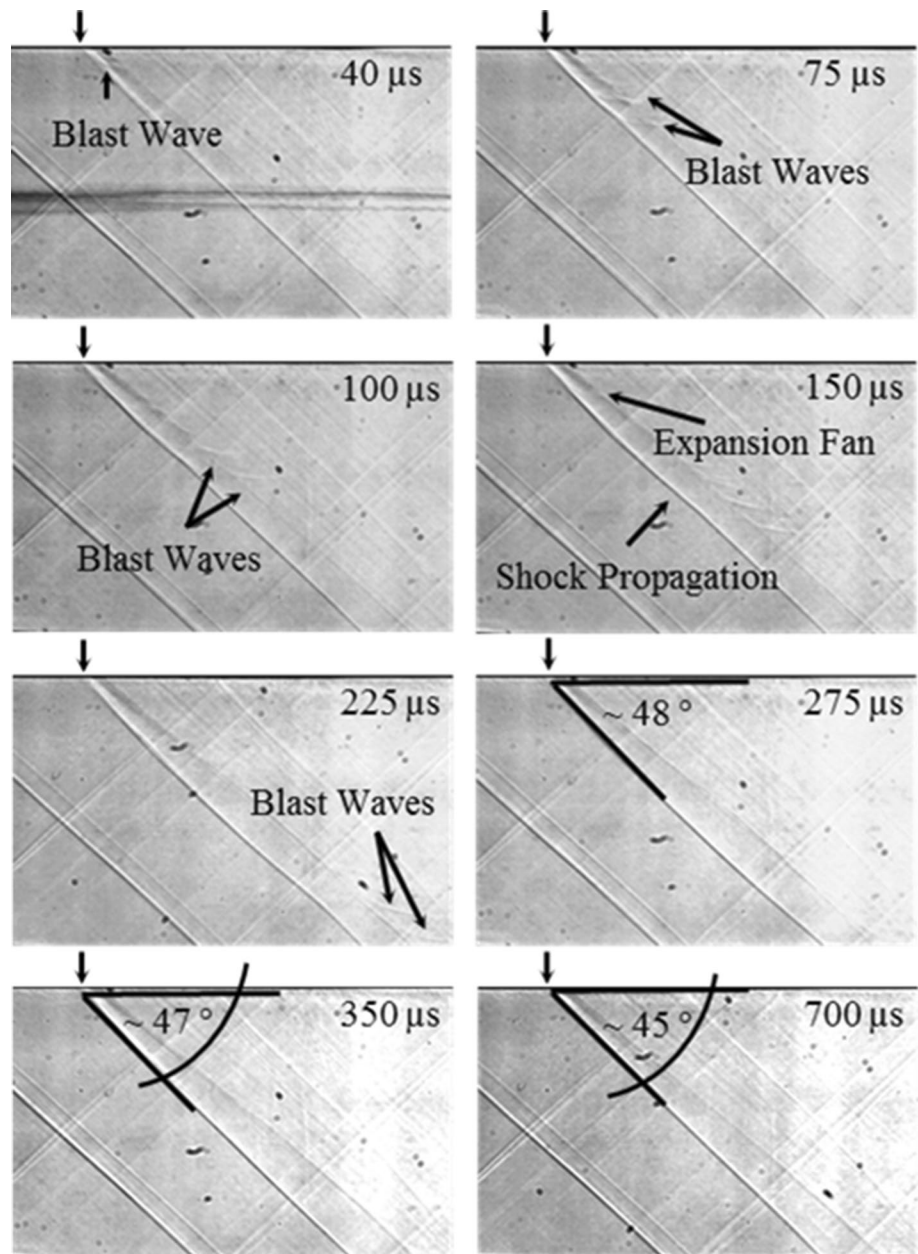 40 µs
Blast Wave
75 µs
Blast Waves
100 µs
Blast Waves
150 µs
Expansion Fan
Shock Propagation
225 µs
Blast Waves
~ 48 °
275 µs
~ 47 °
350 µs
~ 45 °
700 µs